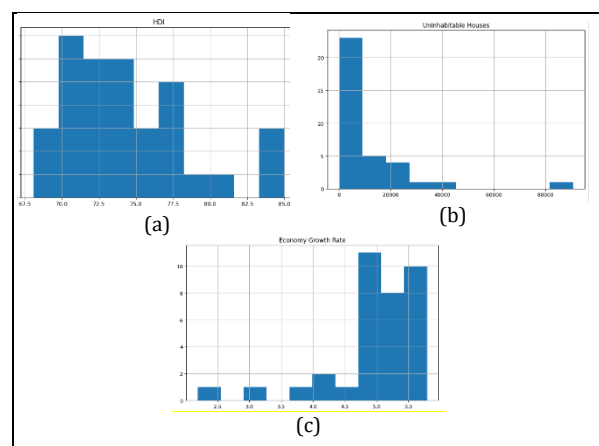 HDI
67.5 70.0 72.5 75.0 77.5 80.0 82.5 85.0
(a)
Uninhabitable Houses
20
15
10
5
0
0 20000 40000 60000 80000
(b)
Economy Growth Rate
10
8
6
4
2
0
2.5 3.0 3.5 4.0 4.5 5.0 5.5
(c)